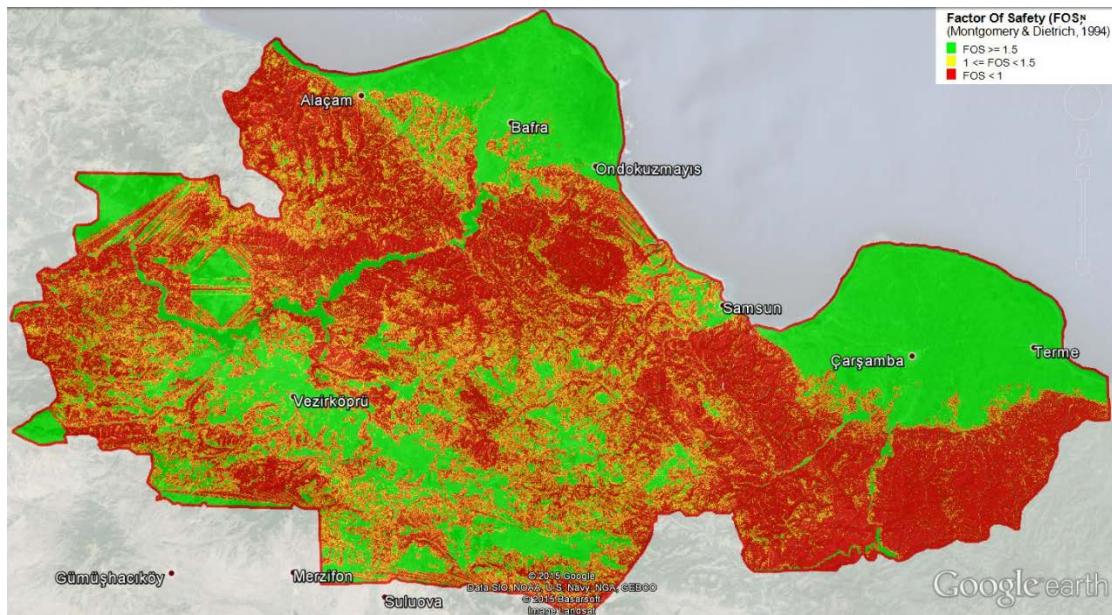 Factor Of Safety (FOS)
(Montgomery & Dietrich, 1994)
FOS >= 1.5
1 <= FOS < 1.5
FOS < 1
N
Alaçam
Bafra
Ondokuzmayıs
Samsun
Çarşamba
Terme
Vezirköprü
Gümüşhacıköy
Merzifon
Suluova
© 2015 Google
Data SIO, NOAA, U.S. Navy, NGA, GEBCO
© 2015 Basarsoft
Image Landsat
Google earth